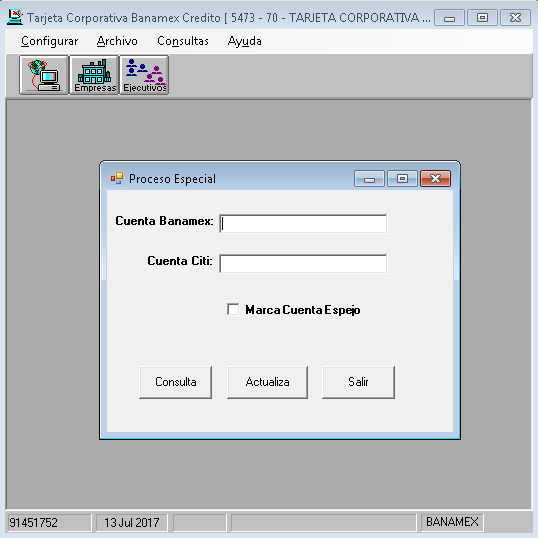 Tarjeta Corporativa Banamex Credito [ 5473 - 70 - TARJETA CORPORATIVA ...
Configurar Archivo Consultas Ayuda
Empresas Ejecutivos
Proceso Especial
Cuenta Banamex:
Cuenta Citi:
Marca Cuenta Espejo
Consulta Actualiza Salir
91451752 13 Jul 2017 BANAMEX